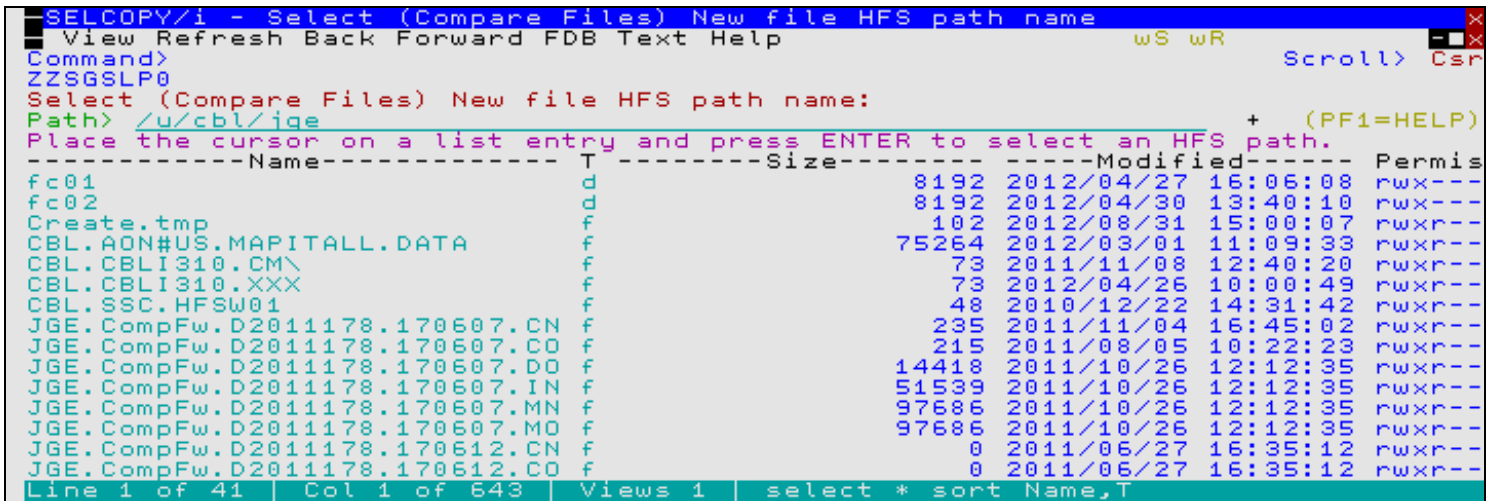 SELCOPY/i - Select (Compare Files) New file HFS path name
View Refresh Back Forward FDB Text Help wS wR
Command> Scroll> Csr
ZZSGSLP0
Select (Compare Files) New file HFS path name:
Path> /u/cbl/jge + (PF1=HELP)
Place the cursor on a list entry and press ENTER to select an HFS path.
-------------Name------------- T ---------Size--------- -----Modified------ Permis
fc01 d 8192 2012/04/27 16:06:08 rwx---
fc02 d 8192 2012/04/30 13:40:10 rwx---
Create.tmp f 102 2012/08/31 15:00:07 rwxr--
CBL.AON#US.MAPITALL.DATA f 75264 2012/03/01 11:09:33 rwxr--
CBL.CBLI310.CM\ f 73 2011/11/08 12:40:20 rwxr--
CBL.CBLI310.XXX f 73 2012/04/26 10:00:49 rwxr--
CBL.SSC.HFSW01 f 48 2010/12/22 14:31:42 rwxr--
JGE.CompFw.D2011178.170607.CN f 235 2011/11/04 16:45:02 rwxr--
JGE.CompFw.D2011178.170607.CO f 215 2011/08/05 10:22:23 rwxr--
JGE.CompFw.D2011178.170607.DO f 14418 2011/10/26 12:12:35 rwxr--
JGE.CompFw.D2011178.170607.IN f 51539 2011/10/26 12:12:35 rwxr--
JGE.CompFw.D2011178.170607.MN f 97686 2011/10/26 12:12:35 rwxr--
JGE.CompFw.D2011178.170607.MO f 97686 2011/10/26 12:12:35 rwxr--
JGE.CompFw.D2011178.170612.CN f 0 2011/06/27 16:35:12 rwxr--
JGE.CompFw.D2011178.170612.CO f 0 2011/06/27 16:35:12 rwxr--
Line 1 of 41 | Col 1 of 643 | Views 1 | select * sort Name,T